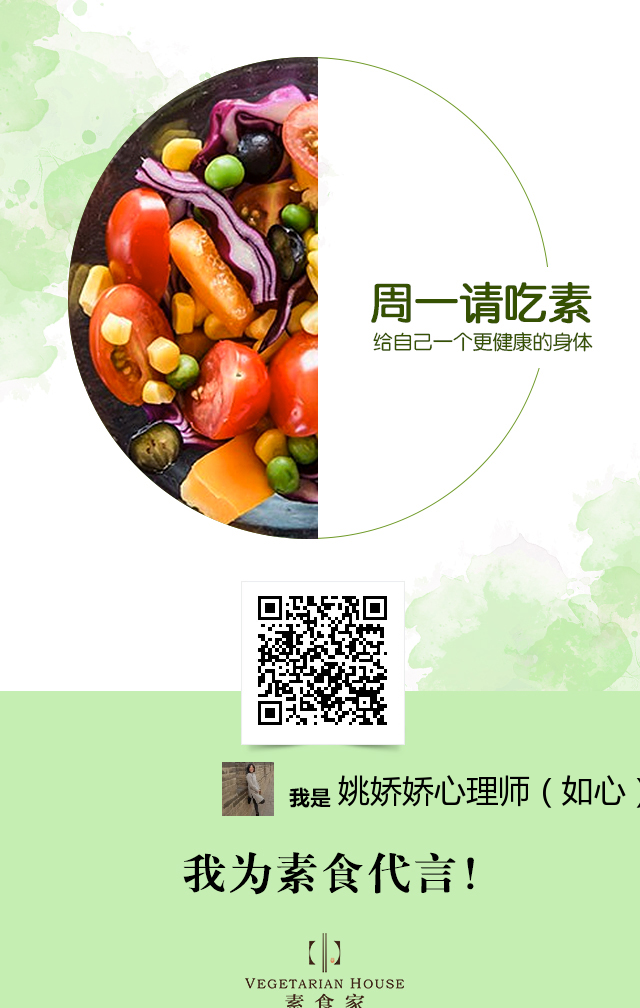 周一请吃素
给自己一个更健康的身体
我是 姚娇娇心理师（如心）
我为素食代言！
VEGETARIAN HOUSE
素食家